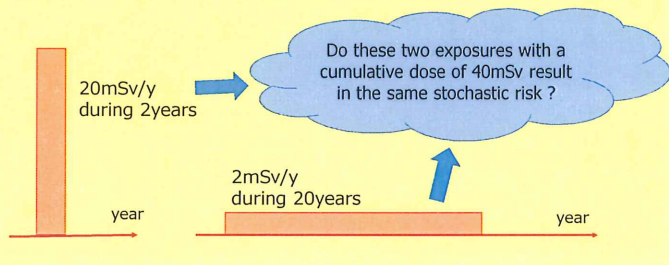 Do these two exposures with a
cumulative dose of 40mSv result
in the same stochastic risk ?
20mSv/y
during 2years
2mSv/y
during 20years
year
year